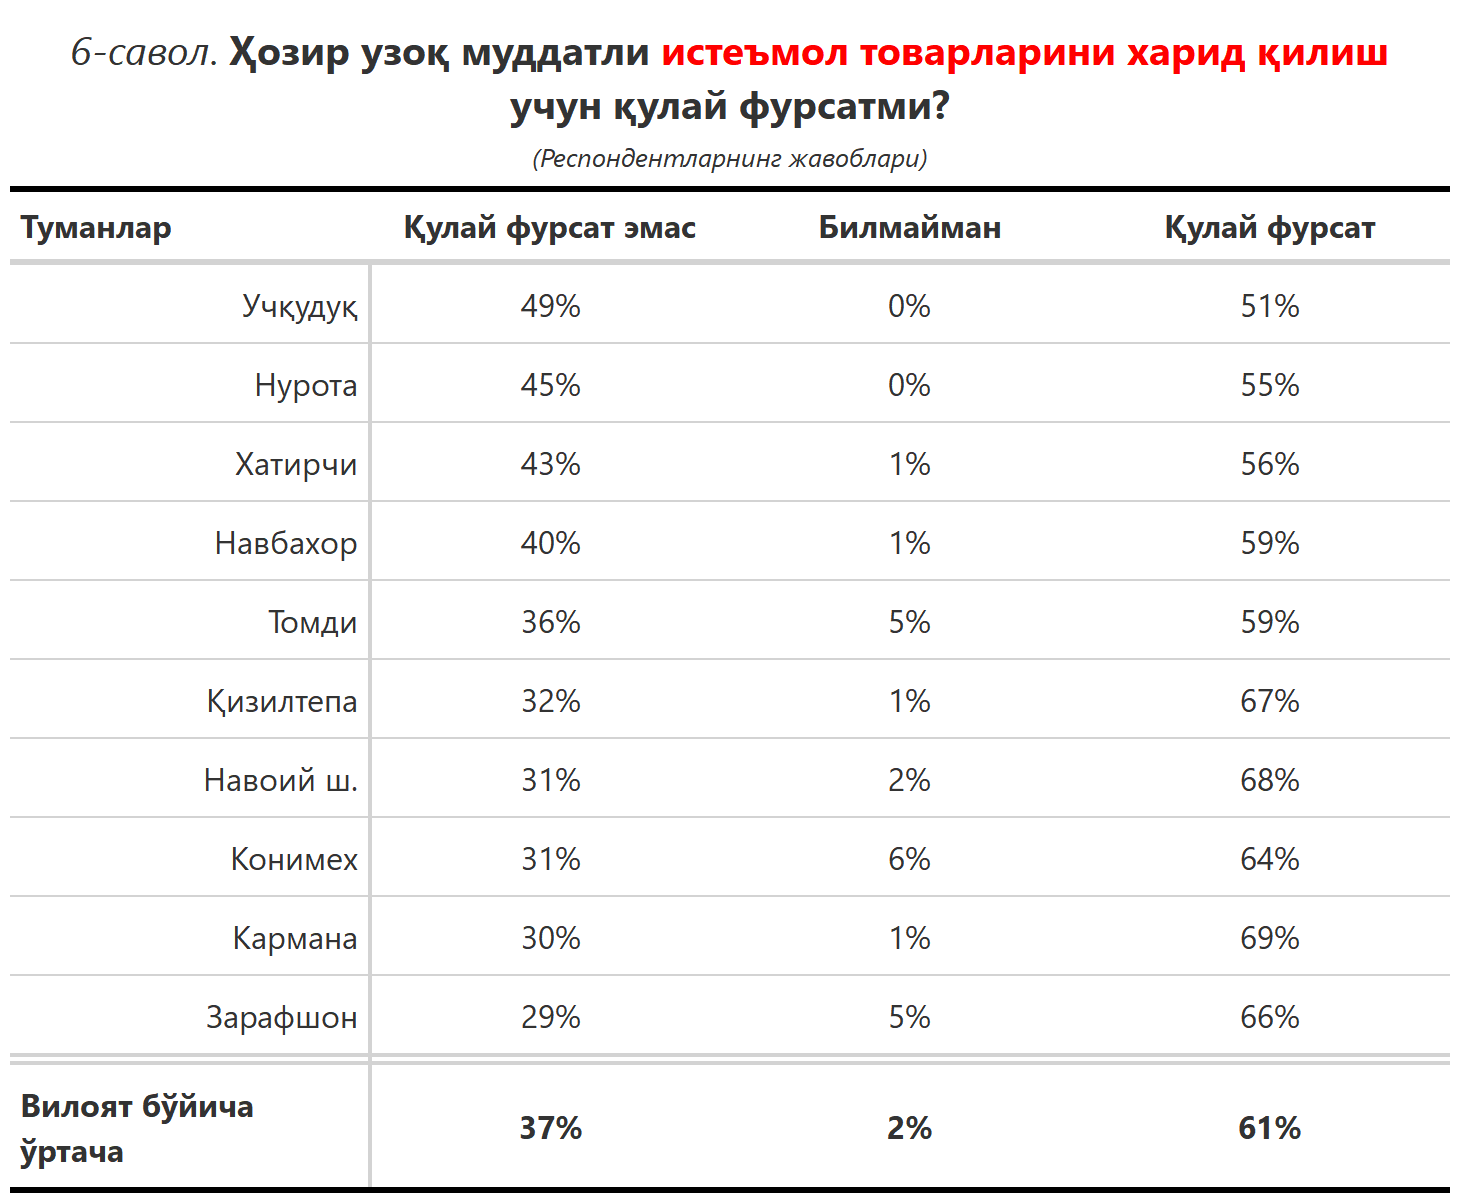 6-савол. Ҳозир узоқ муддатли истеъмол товарларини харид қилиш
учун қулай фурсатми?
(Респондентларнинг жавоблари)
Туманлар Қулай фурсат эмас Билмайман Қулай фурсат
Учқудуқ 49% 0% 51%
Нурота 45% 0% 55%
Хатирчи 43% 1% 56%
Навбахор 40% 1% 59%
Томди 36% 5% 59%
Қизилтепа 32% 1% 67%
Навоий ш. 31% 2% 68%
Конимех 31% 6% 64%
Кармана 30% 1% 69%
Зарафшон 29% 5% 66%
Вилоят бўйича
ўртача 37% 2% 61%